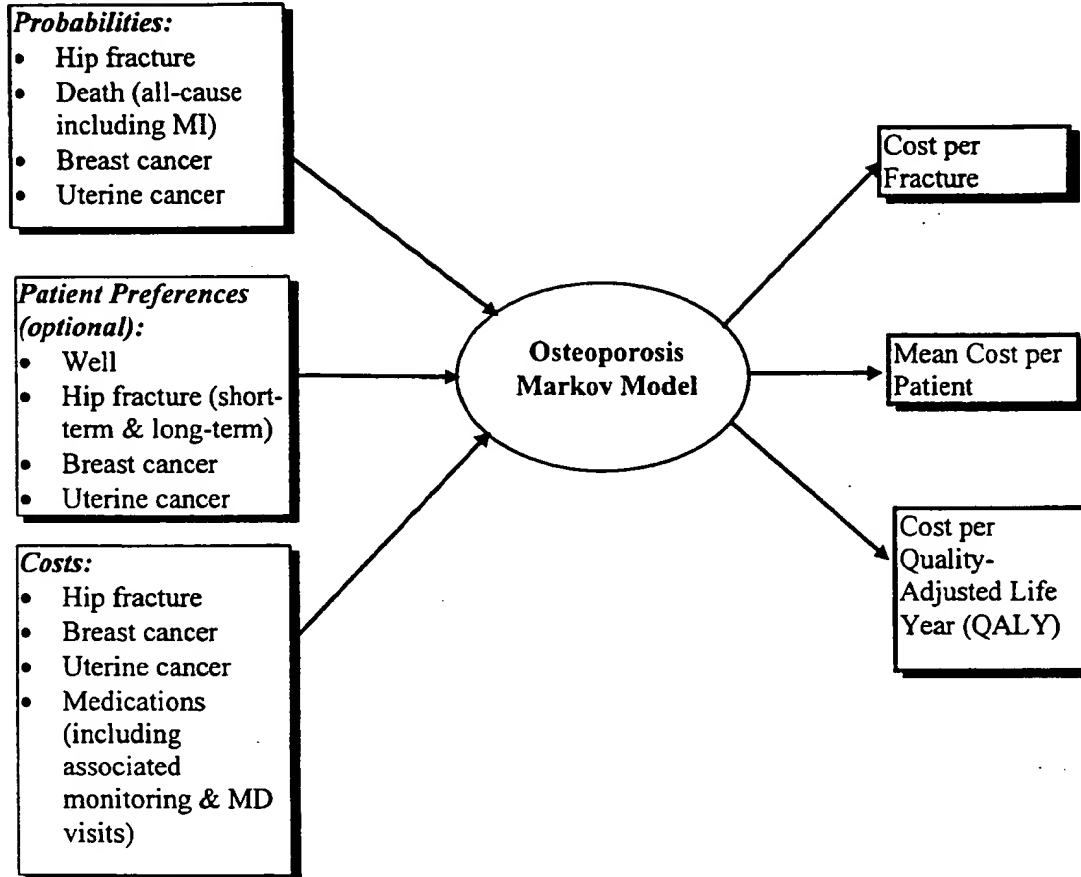 Probabilities:
• Hip fracture
• Death (all-cause
including MI)
• Breast cancer
• Uterine cancer
Patient Preferences
(optional):
• Well
• Hip fracture (short-
term & long-term)
• Breast cancer
• Uterine cancer
Costs:
• Hip fracture
• Breast cancer
• Uterine cancer
• Medications
(including
associated
monitoring & MD
visits)
Osteoporosis
Markov Model
Cost per
Fracture
Mean Cost per
Patient
Cost per
Quality-
Adjusted Life
Year (QALY)